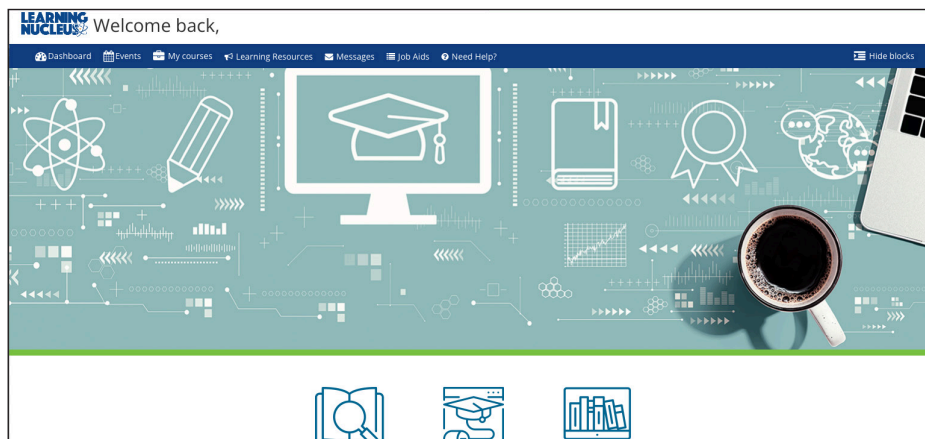 LEARNING
NUCLEUS
Welcome back,
Dashboard Events My courses Learning Resources Messages Job Aids Need Help? Hide blocks